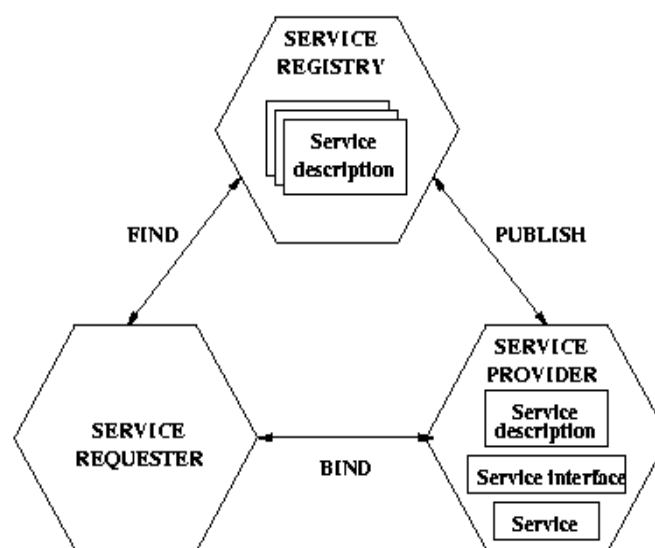 SERVICE
REGISTRY
Service
description
FIND
PUBLISH
SERVICE
REQUESTER
BIND
SERVICE
PROVIDER
Service
description
Service interface
Service